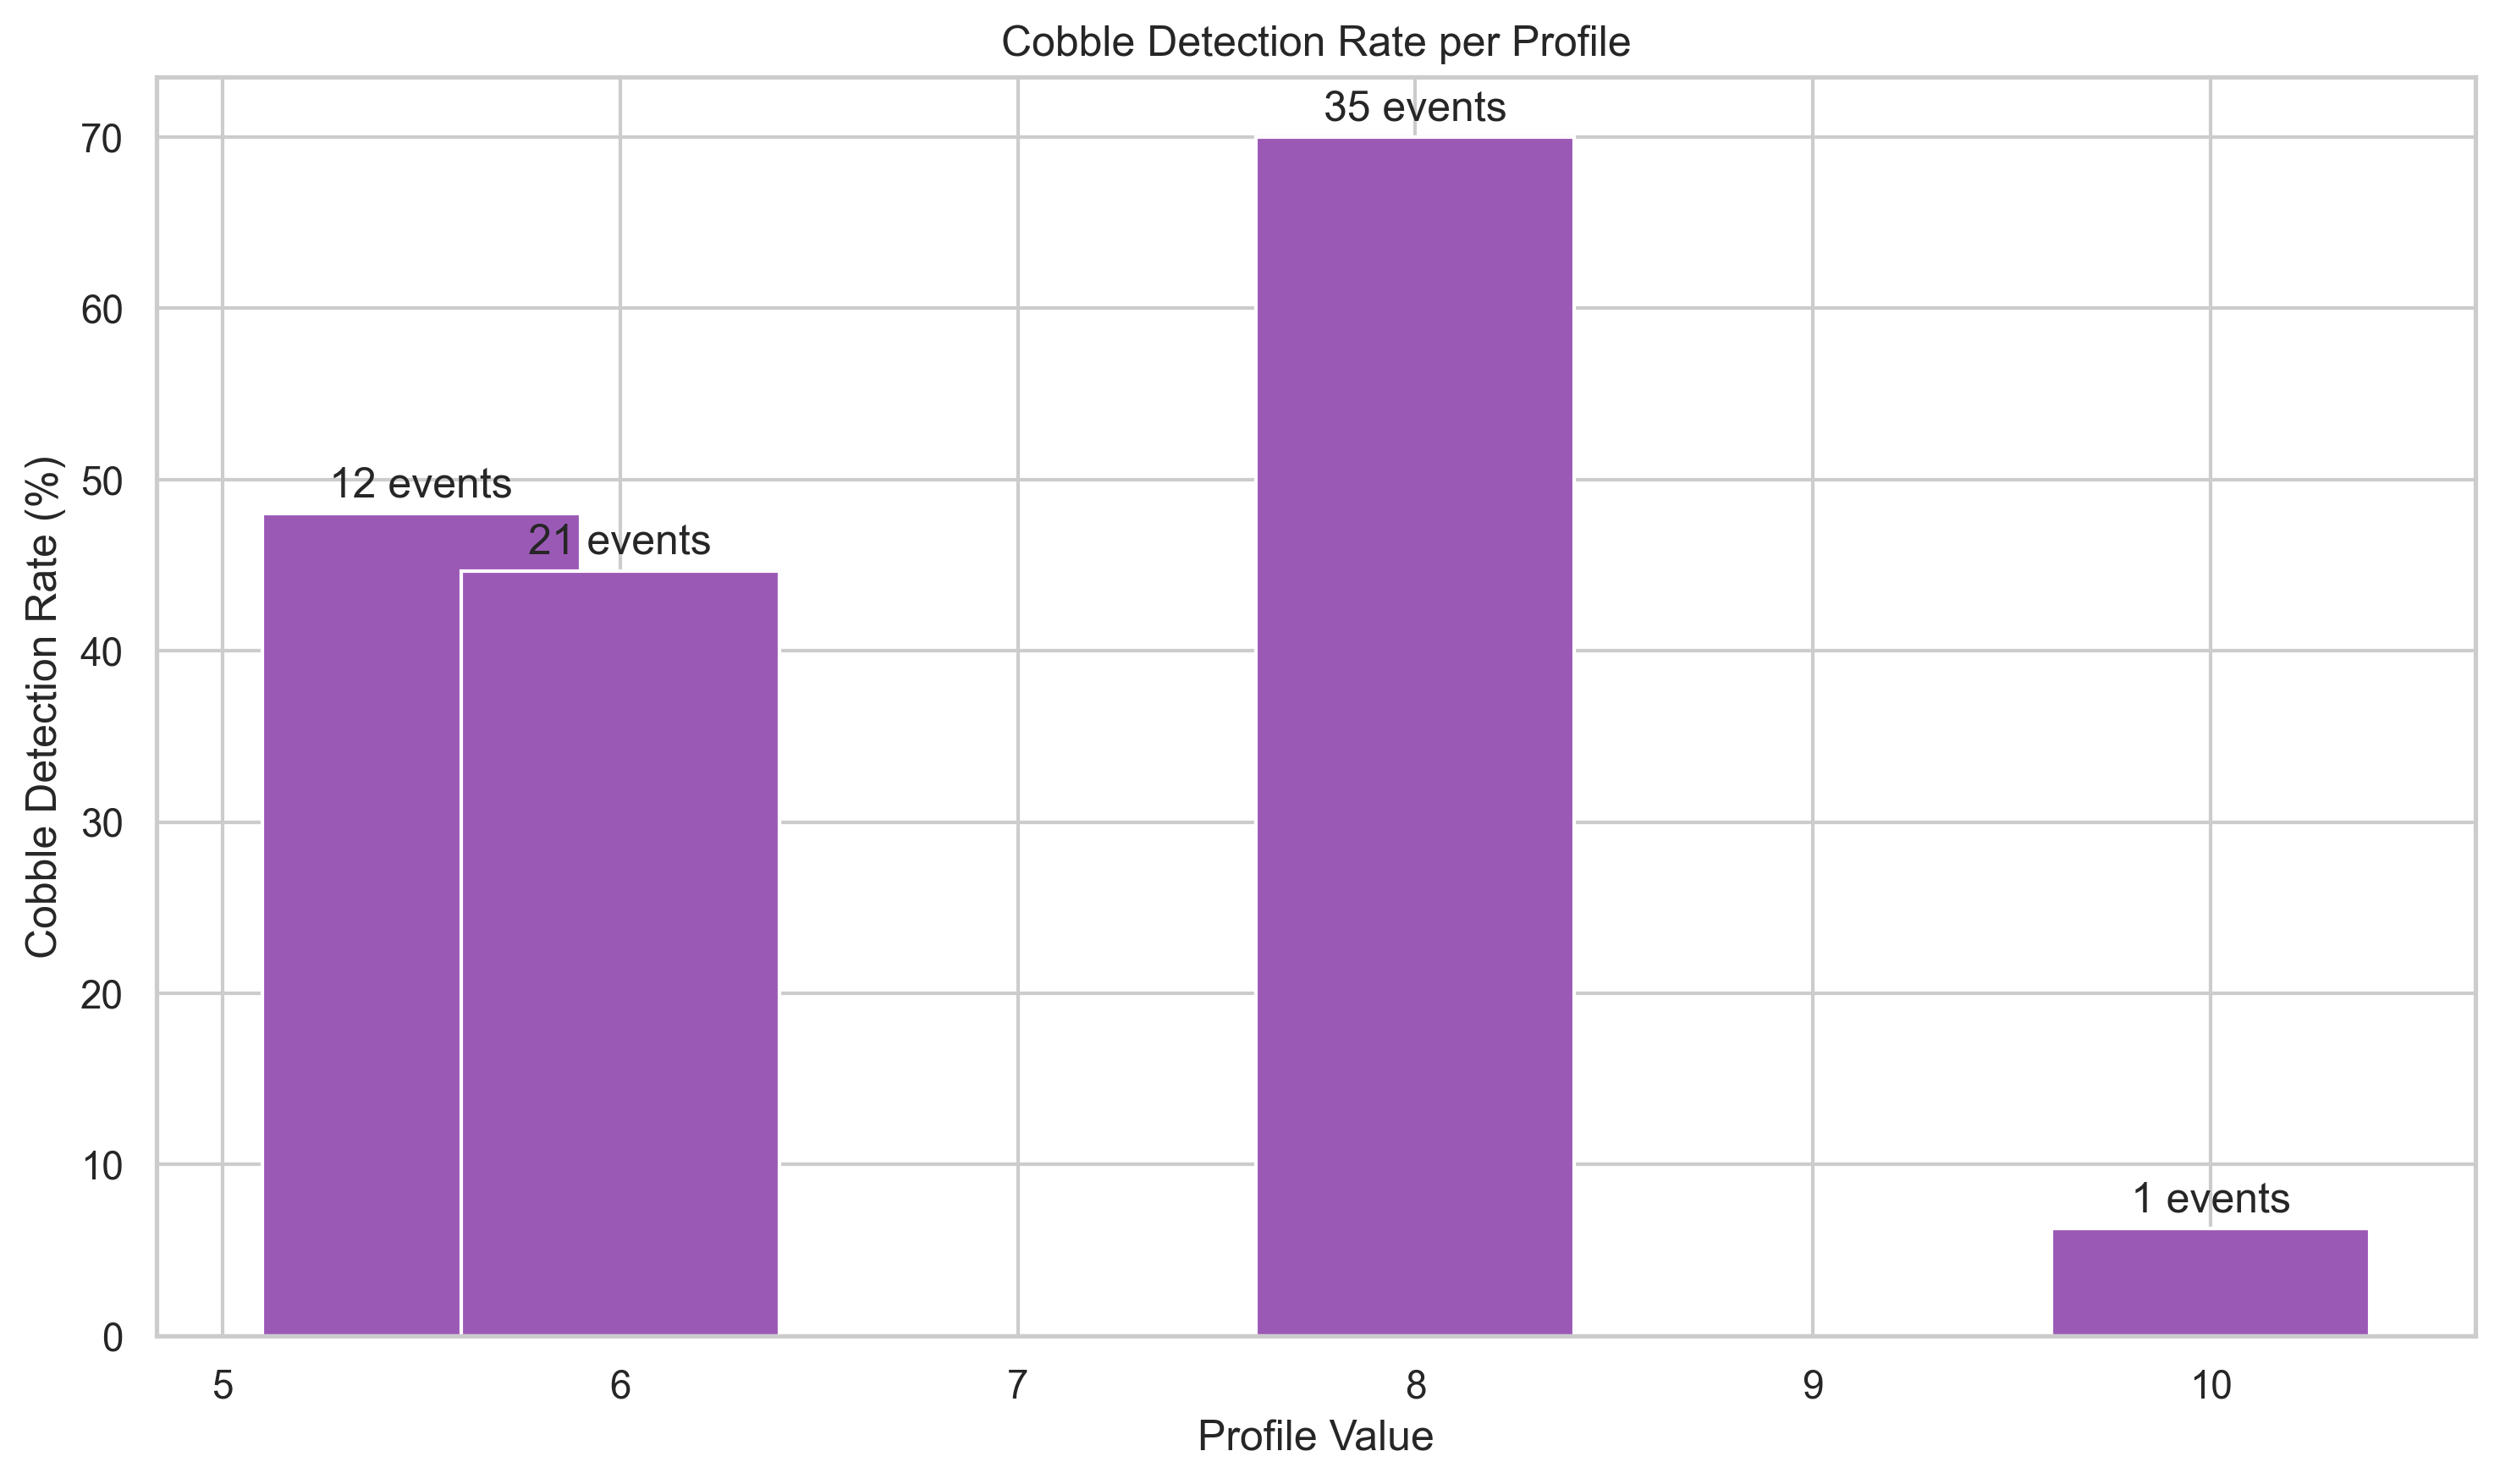 Cobble Detection Rate per Profile
35 events
12 events
21 events
1 events
Cobble Detection Rate (%)
70
60
50
40
30
20
10
0
5 6 7 8 9 10
Profile Value